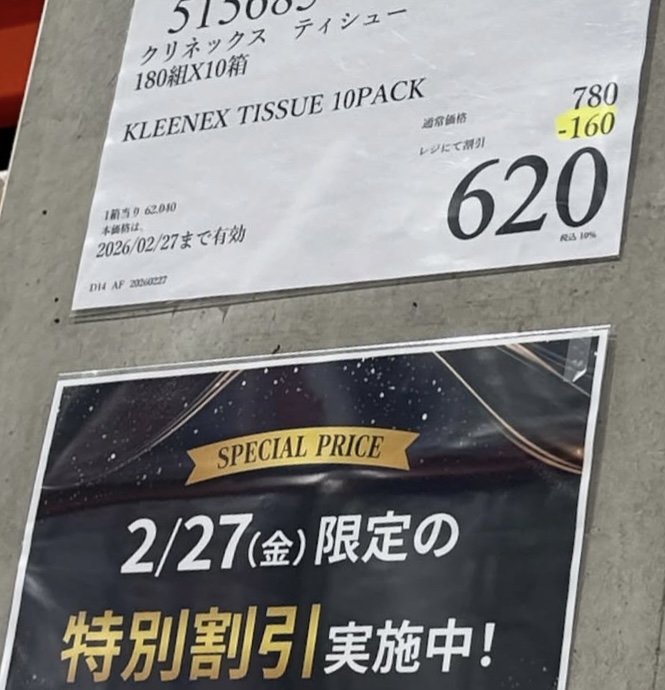 クリネックス ティシュー
180組X10箱
KLEENEX TISSUE 10PACK
780
通常価格
-160
レジにて割引
620
1箱当り 62.040
本価格は、
2026/02/27まで有効
税込 10%
D14 AF 20260227
SPECIAL PRICE
2/27(金)限定の
特別割引実施中!